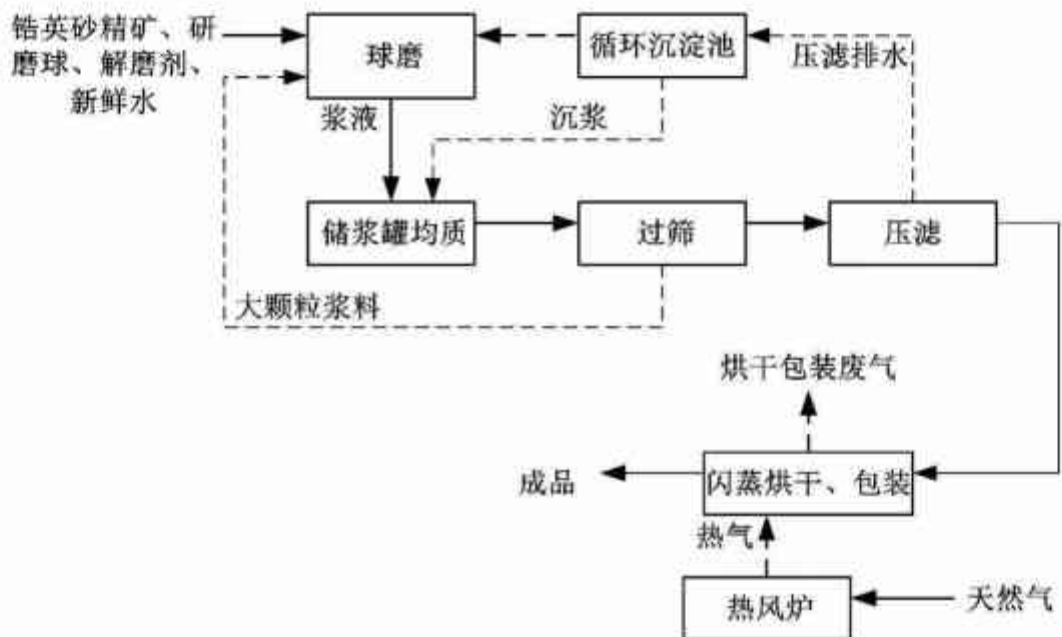 锆英砂精矿、研
磨球、解磨剂、
新鲜水
球磨
循环沉淀池
压滤排水
浆液
沉浆
储浆罐均质
过筛
压滤
大颗粒浆料
烘干包装废气
成品
闪蒸烘干、包装
热气
热风炉
天然气